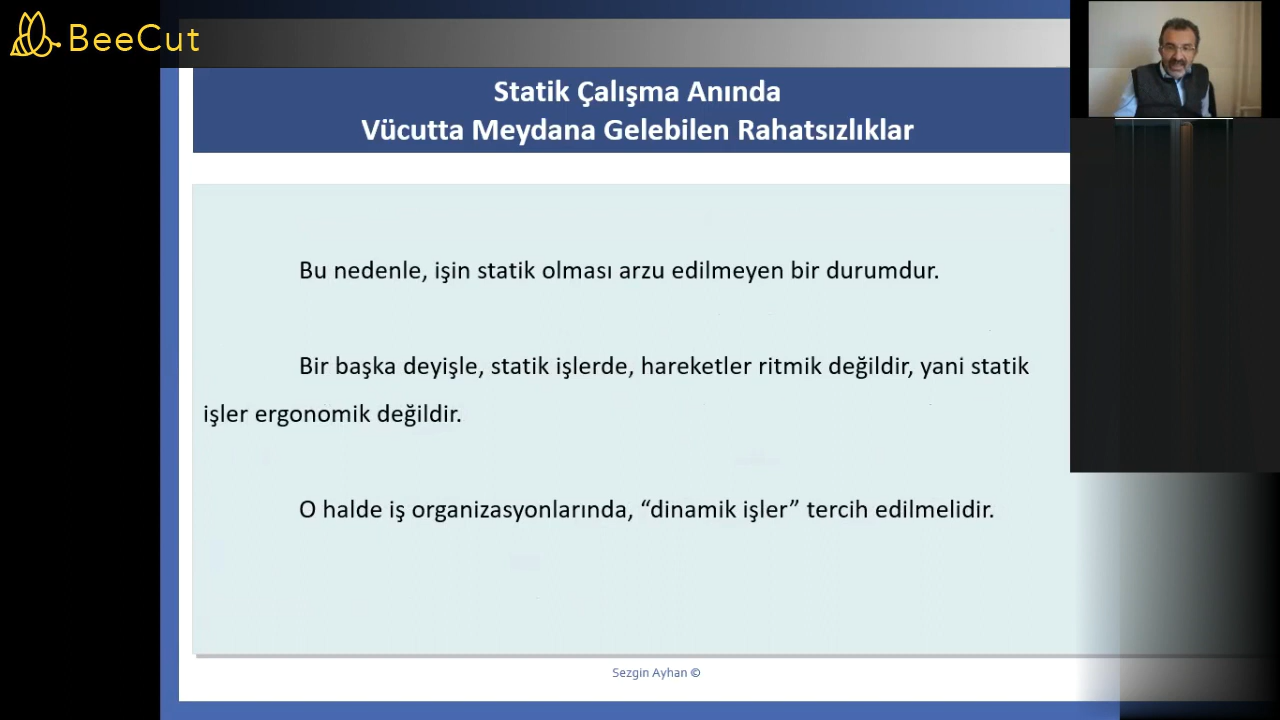 BeeCut
Statik Çalışma Anında
Vücutta Meydana Gelebilen Rahatsızlıklar
Bu nedenle, işin statik olması arzu edilmeyen bir durumdur.
Bir başka deyişle, statik işlerde, hareketler ritmik değildir, yani statik
işler ergonomik değildir.
O halde iş organizasyonlarında, “dinamik işler” tercih edilmelidir.
Sezgin Ayhan ©